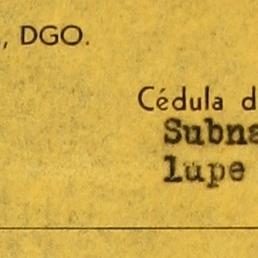 , DGO.
Cédula d
Subna
lupe